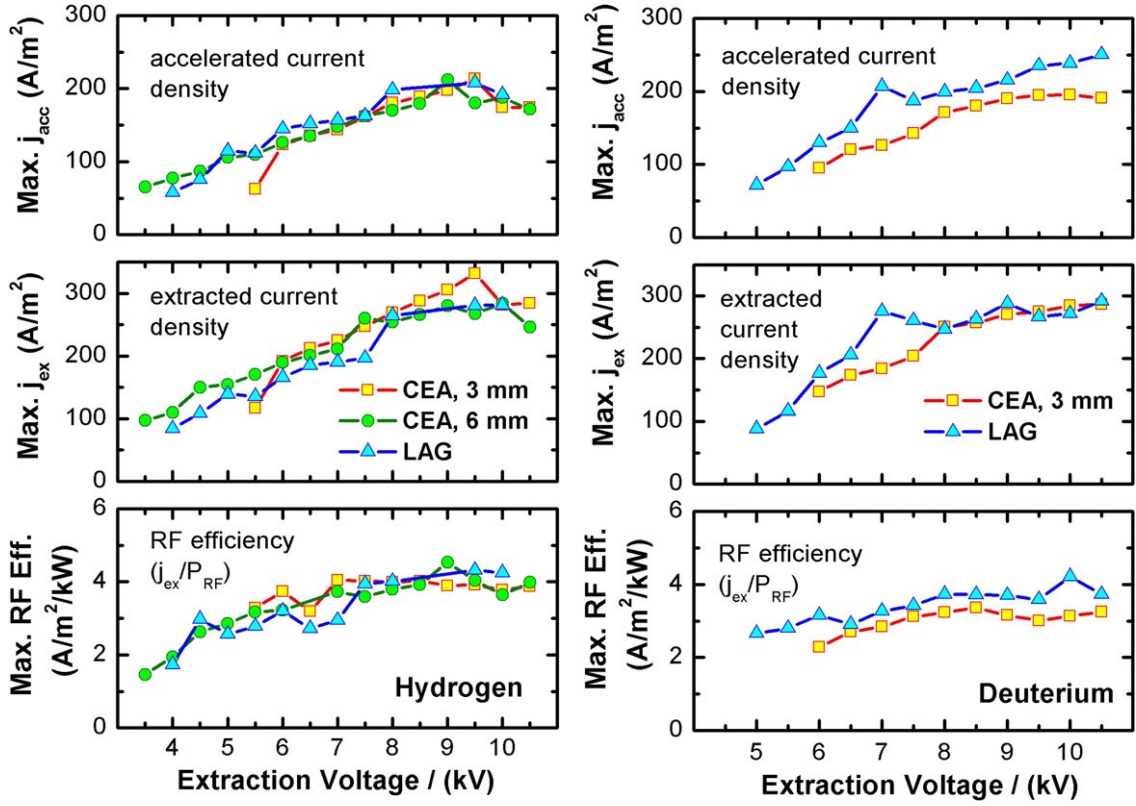 Max. j_acc (A/m²)
300
200
100
0
accelerated current
density
Max. j_ex (A/m²)
300
200
100
0
extracted current
density
CEA, 3 mm
CEA, 6 mm
LAG
Max. RF Eff.
(A/m²/kW)
6
4
2
0
RF efficiency
(j_ex/P_RF)
Hydrogen
4 5 6 7 8 9 10
Extraction Voltage / (kV)
Max. j_acc (A/m²)
300
200
100
0
accelerated current
density
Max. j_ex (A/m²)
300
200
100
0
extracted
current
density
CEA, 3 mm
LAG
Max. RF Eff.
(A/m²/kW)
6
4
2
0
RF efficiency
(j_ex/P_RF)
Deuterium
5 6 7 8 9 10
Extraction Voltage / (kV)